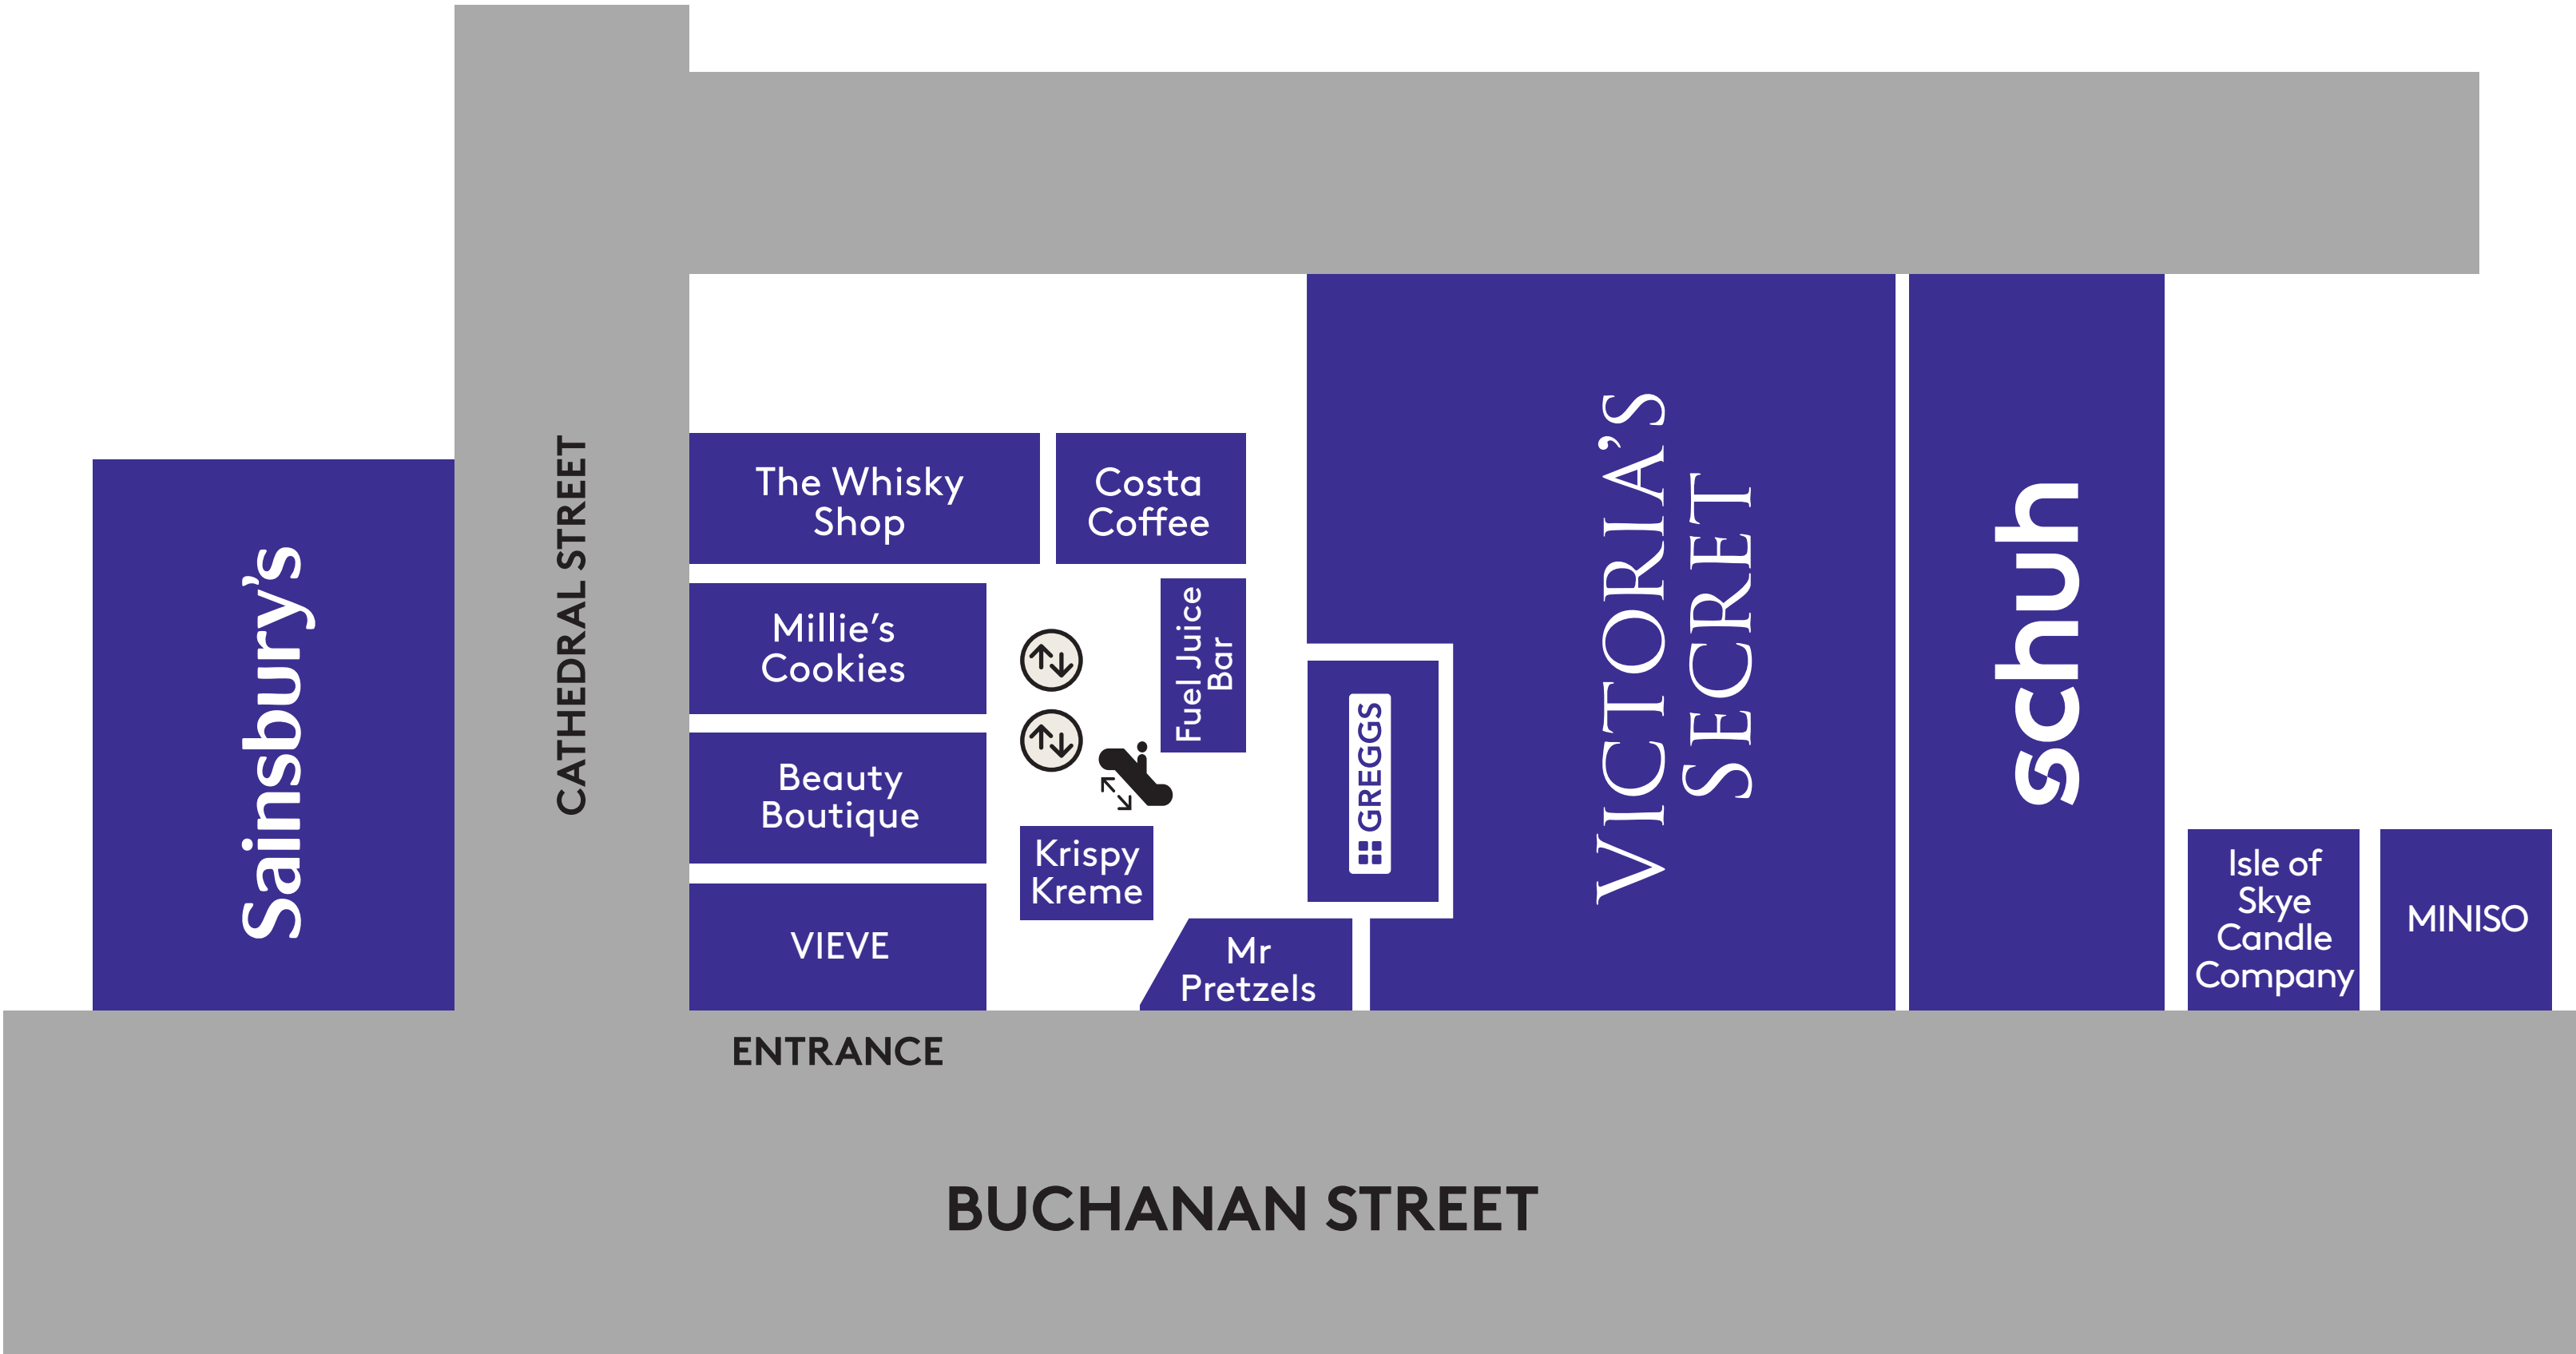 Sainsbury's
CATHEDRAL STREET
The Whisky
Shop
Costa
Coffee
Millie's
Cookies
Fuel Juice
Bar
Beauty
Boutique
Krispy
Kreme
VIEVE
Mr
Pretzels
GREGGS
VICTORIA'S
SECRET
schuh
Isle of
Skye
Candle
Company
MINISO
ENTRANCE
BUCHANAN STREET